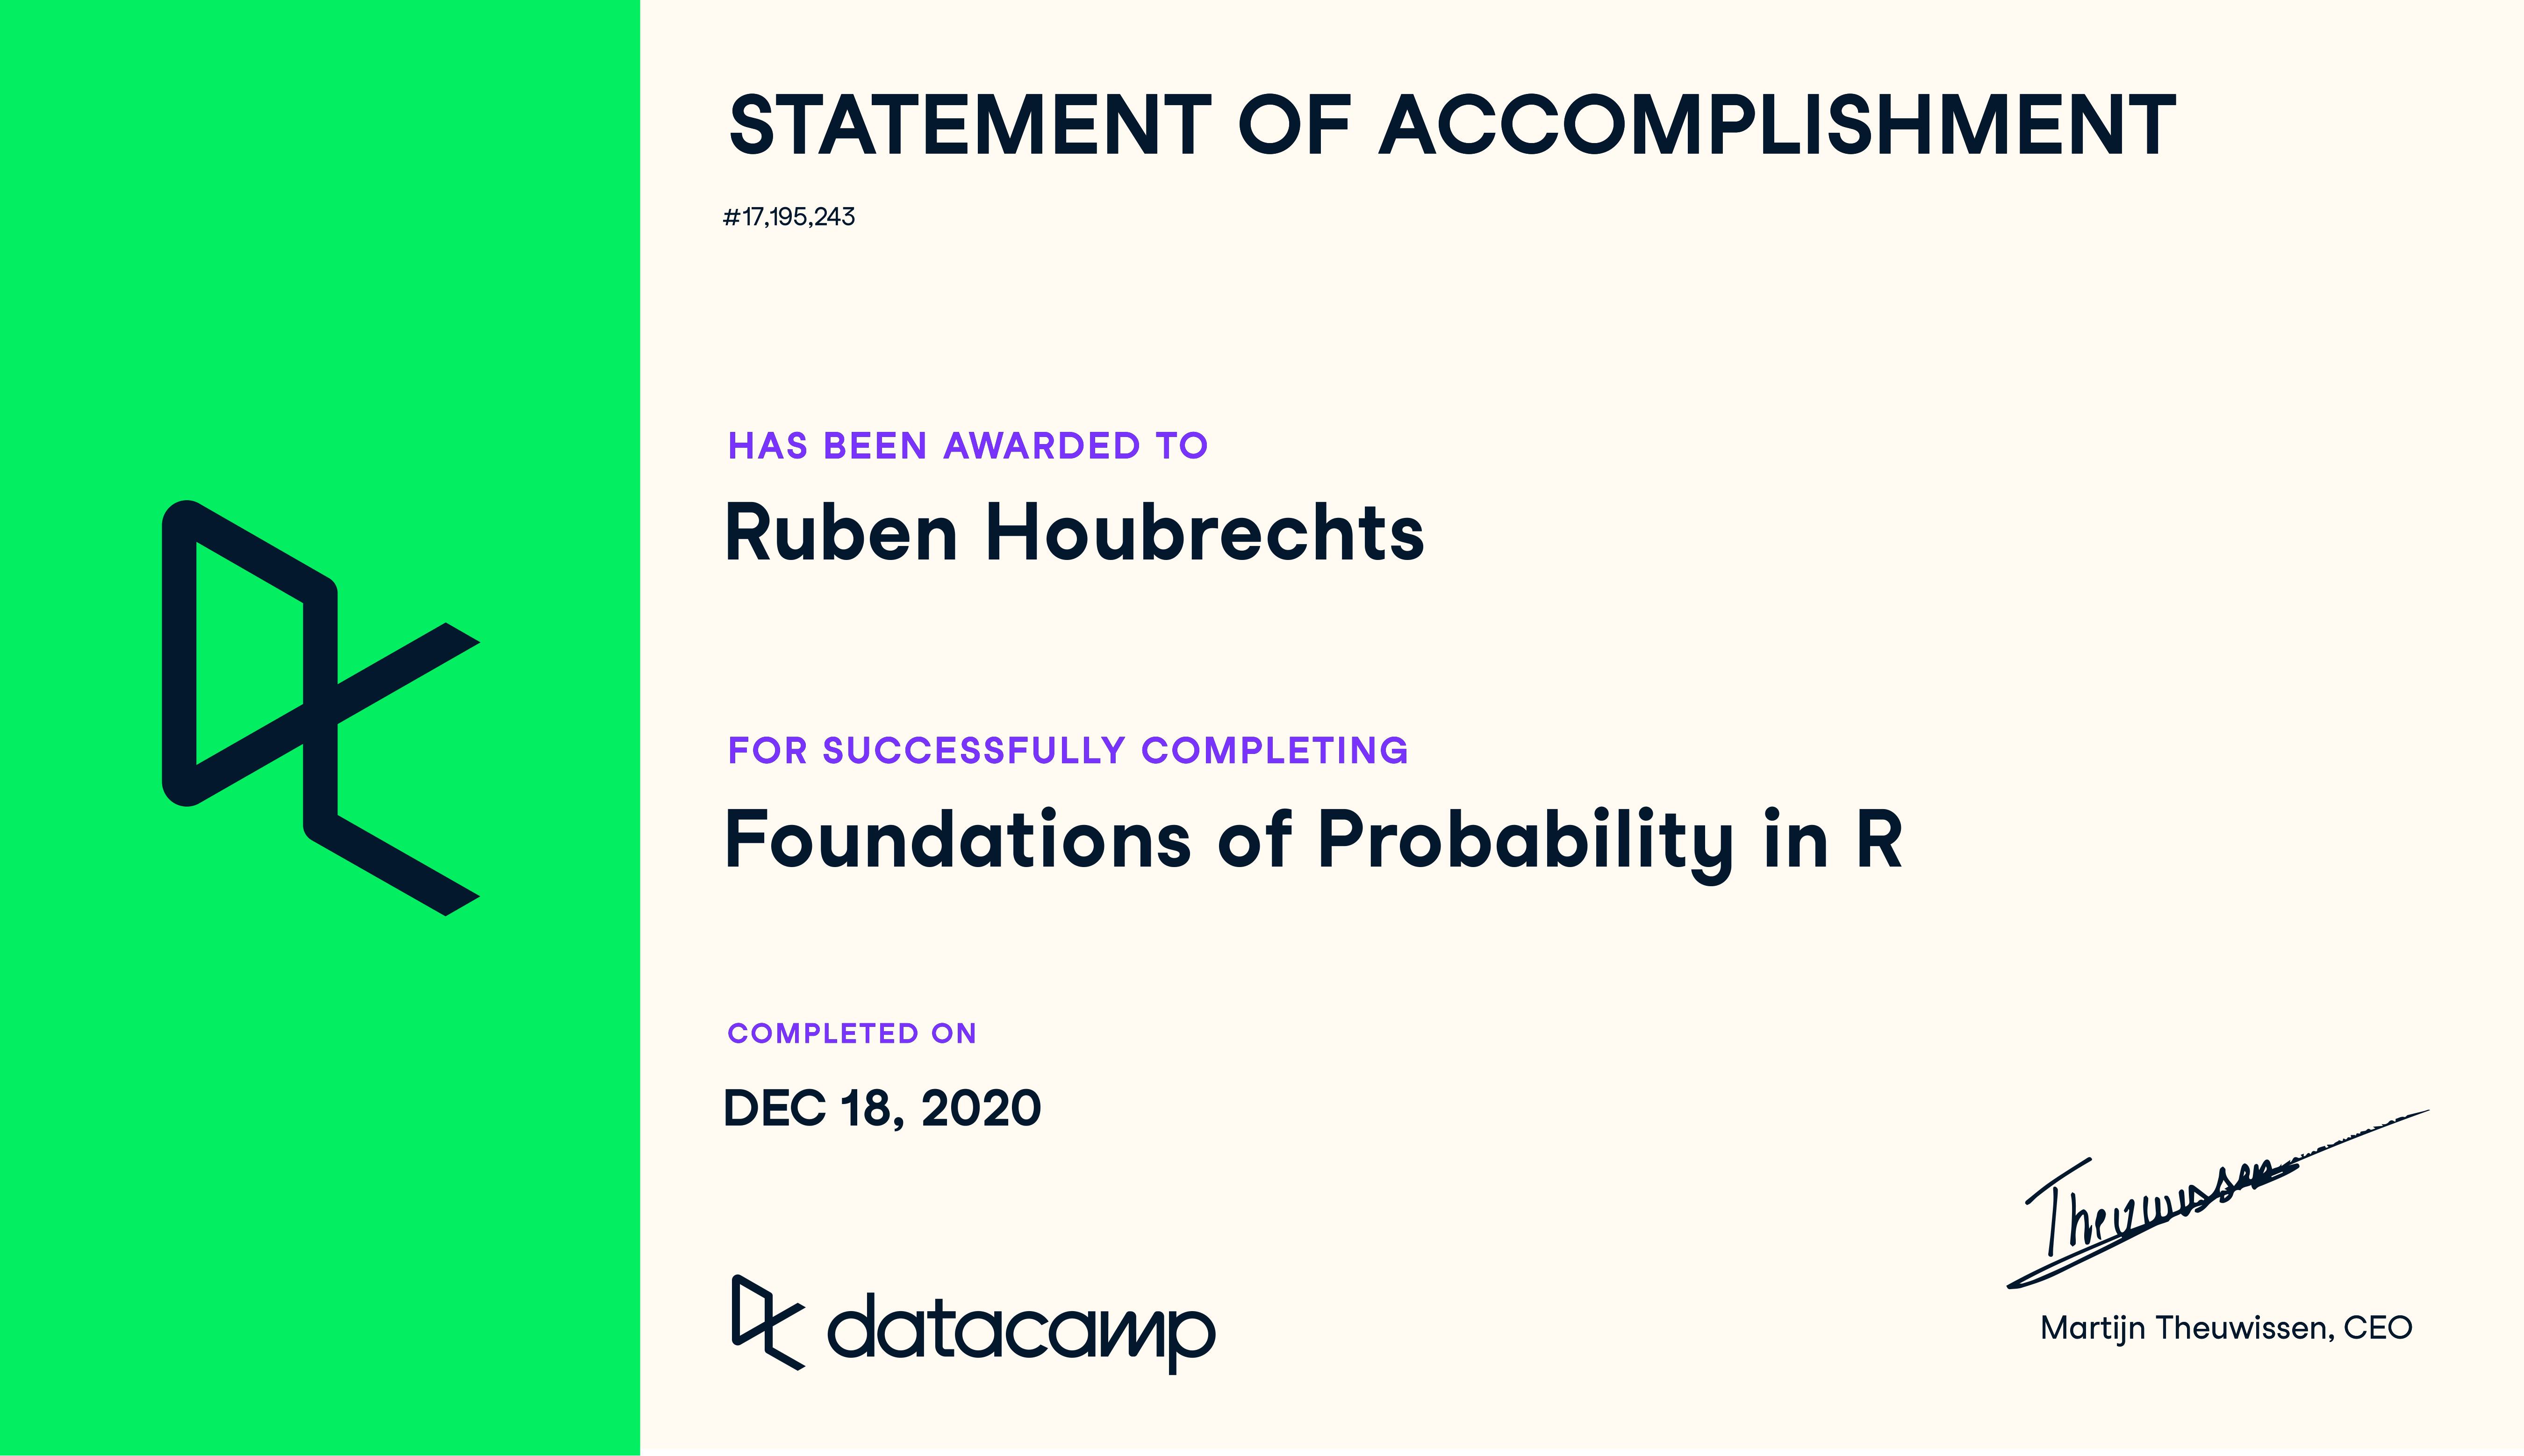 STATEMENT OF ACCOMPLISHMENT
#17,195,243
HAS BEEN AWARDED TO
Ruben Houbrechts
FOR SUCCESSFULLY COMPLETING
Foundations of Probability in R
COMPLETED ON
DEC 18, 2020
Theuwissen
datacamp
Martijn Theuwissen, CEO